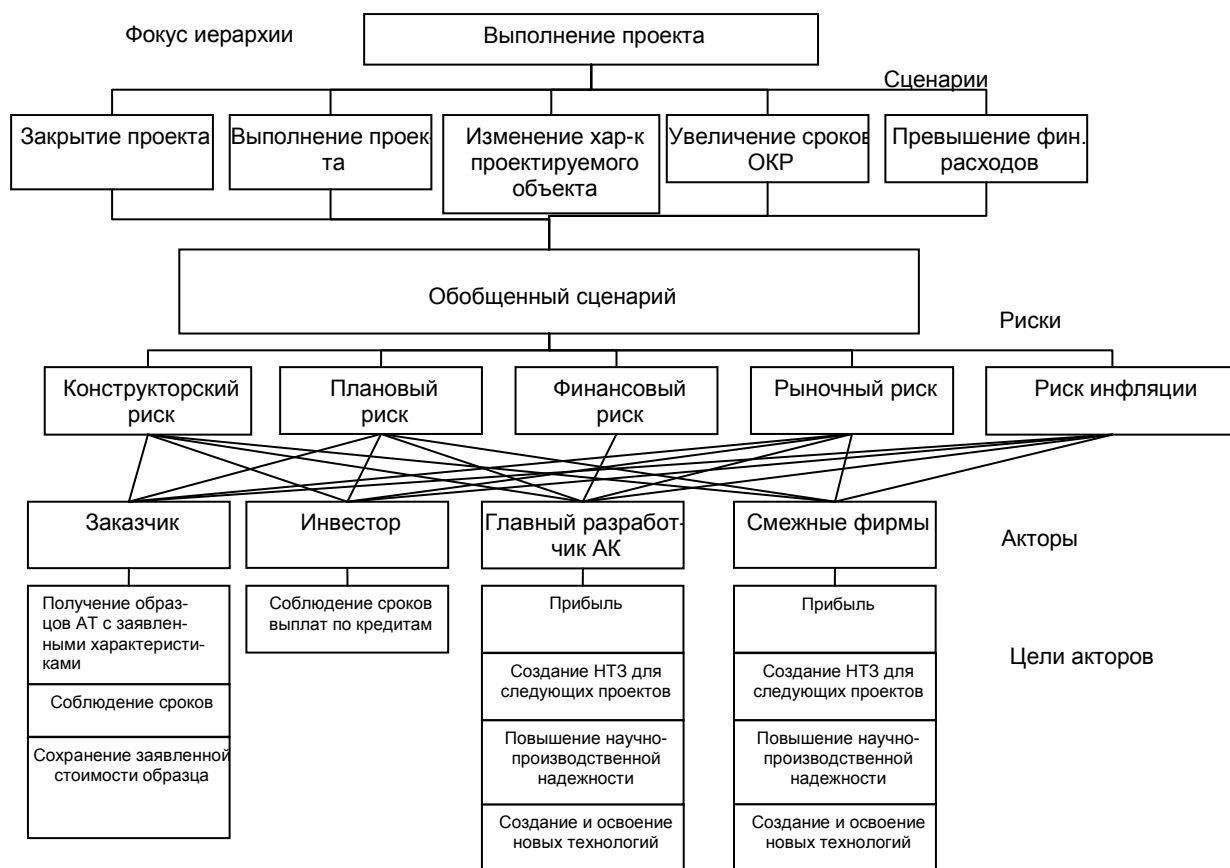 Фокус иерархии
Выполнение проекта
Сценарии
Закрытие проекта
Выполнение проек-
та
Изменение хар-к
проектируемого
объекта
Увеличение сроков
ОКР
Превышение фин.
расходов
Обобщенный сценарий
Риски
Конструкторский
риск
Плановый
риск
Финансовый
риск
Рыночный риск
Риск инфляции
Заказчик
Инвестор
Главный разработ-
чик АК
Смежные фирмы
Акторы
Получение образ-
цов АТ с заявлен-
ными характеристи-
ками
Соблюдение сроков
Сохранение заявленной
стоимости образца
Соблюдение сроков
выплат по кредитам
Прибыль
Создание НТЗ для
следующих проектов
Повышение научно-
производственной
надежности
Создание и освоение
новых технологий
Прибыль
Создание НТЗ для
следующих проектов
Повышение научно-
производственной
надежности
Создание и освоение
новых технологий
Цели акторов